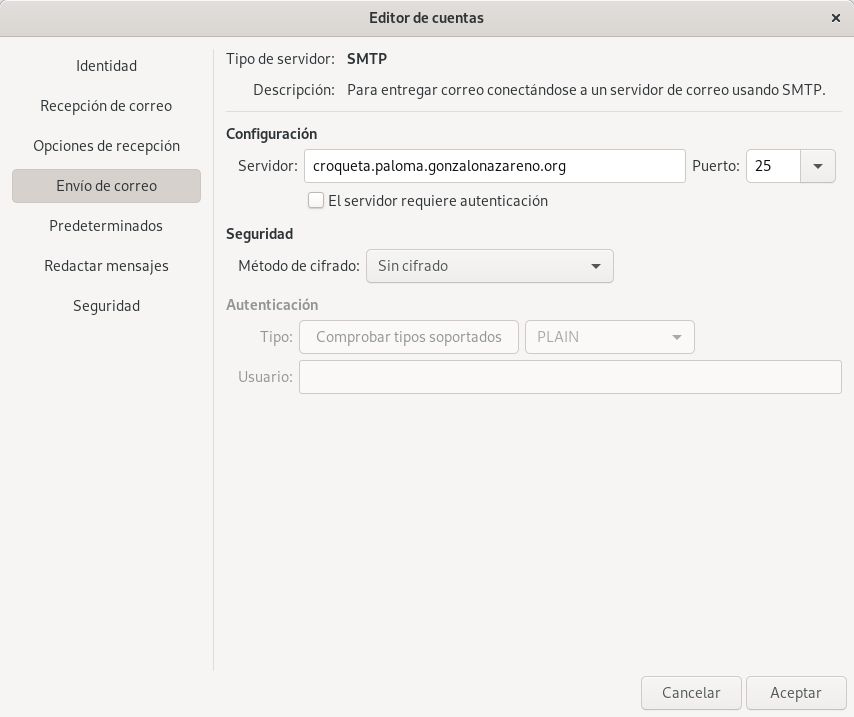 Editor de cuentas
Identidad
Recepción de correo
Opciones de recepción
Envío de correo
Predeterminados
Redactar mensajes
Seguridad
Tipo de servidor: SMTP
Descripción: Para entregar correo conectándose a un servidor de correo usando SMTP.
Configuración
Servidor: croqueta.paloma.gonzalonazareno.org Puerto: 25
El servidor requiere autenticación
Seguridad
Método de cifrado: Sin cifrado
Autenticación
Tipo: Comprobar tipos soportados PLAIN
Usuario:
Cancelar Aceptar